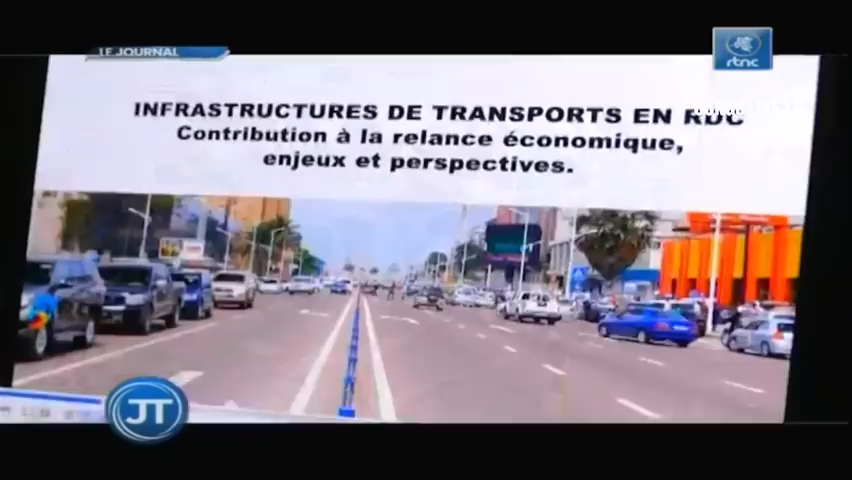 LE JOURNAL
rtnc
INFRASTRUCTURES DE TRANSPORTS EN RDC
Contribution à la relance économique,
enjeux et perspectives.
JT